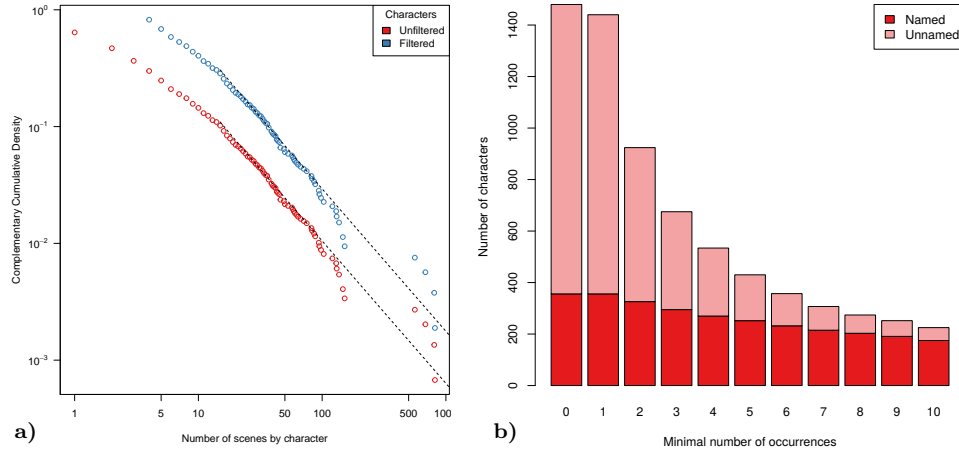 Complementary Cumulative Density
10^0
10^-1
10^-2
10^-3
Characters
Unfiltered
Filtered
1 5 10 50 100 500 100
Number of scenes by character
a)
Number of characters
0 200 400 600 800 1000 1200 1400
Named
Unnamed
0 1 2 3 4 5 6 7 8 9 10
Minimal number of occurrences
b)